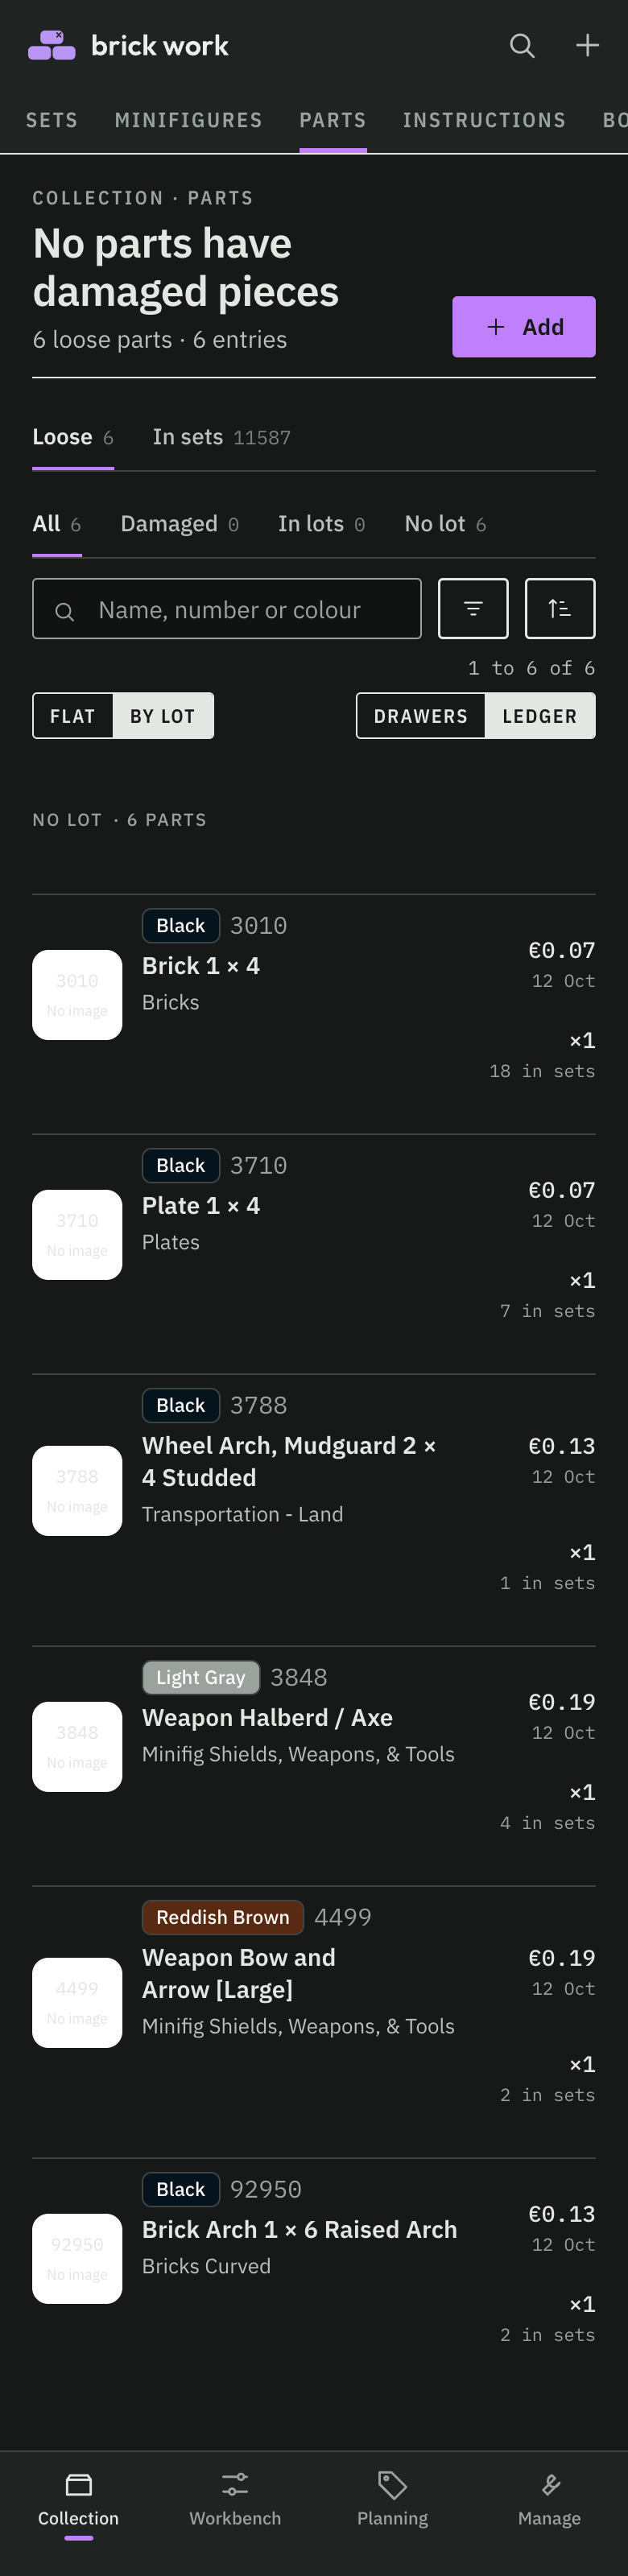 brick work
SETS MINIFIGURES PARTS INSTRUCTIONS BO
COLLECTION · PARTS
No parts have
damaged pieces
6 loose parts · 6 entries
+ Add
Loose 6 In sets 11587
All 6 Damaged 0 In lots 0 No lot 6
Name, number or colour
1 to 6 of 6
FLAT BY LOT DRAWERS LEDGER
NO LOT · 6 PARTS
Black 3010
Brick 1 × 4
Bricks
3010
No image
€0.07
12 Oct
×1
18 in sets
Black 3710
Plate 1 × 4
Plates
3710
No image
€0.07
12 Oct
×1
7 in sets
Black 3788
Wheel Arch, Mudguard 2 ×
4 Studded
Transportation - Land
3788
No image
€0.13
12 Oct
×1
1 in sets
Light Gray 3848
Weapon Halberd / Axe
Minifig Shields, Weapons, & Tools
3848
No image
€0.19
12 Oct
×1
4 in sets
Reddish Brown 4499
Weapon Bow and
Arrow [Large]
Minifig Shields, Weapons, & Tools
4499
No image
€0.19
12 Oct
×1
2 in sets
Black 92950
Brick Arch 1 × 6 Raised Arch
Bricks Curved
92950
No image
€0.13
12 Oct
×1
2 in sets
Collection Workbench Planning Manage